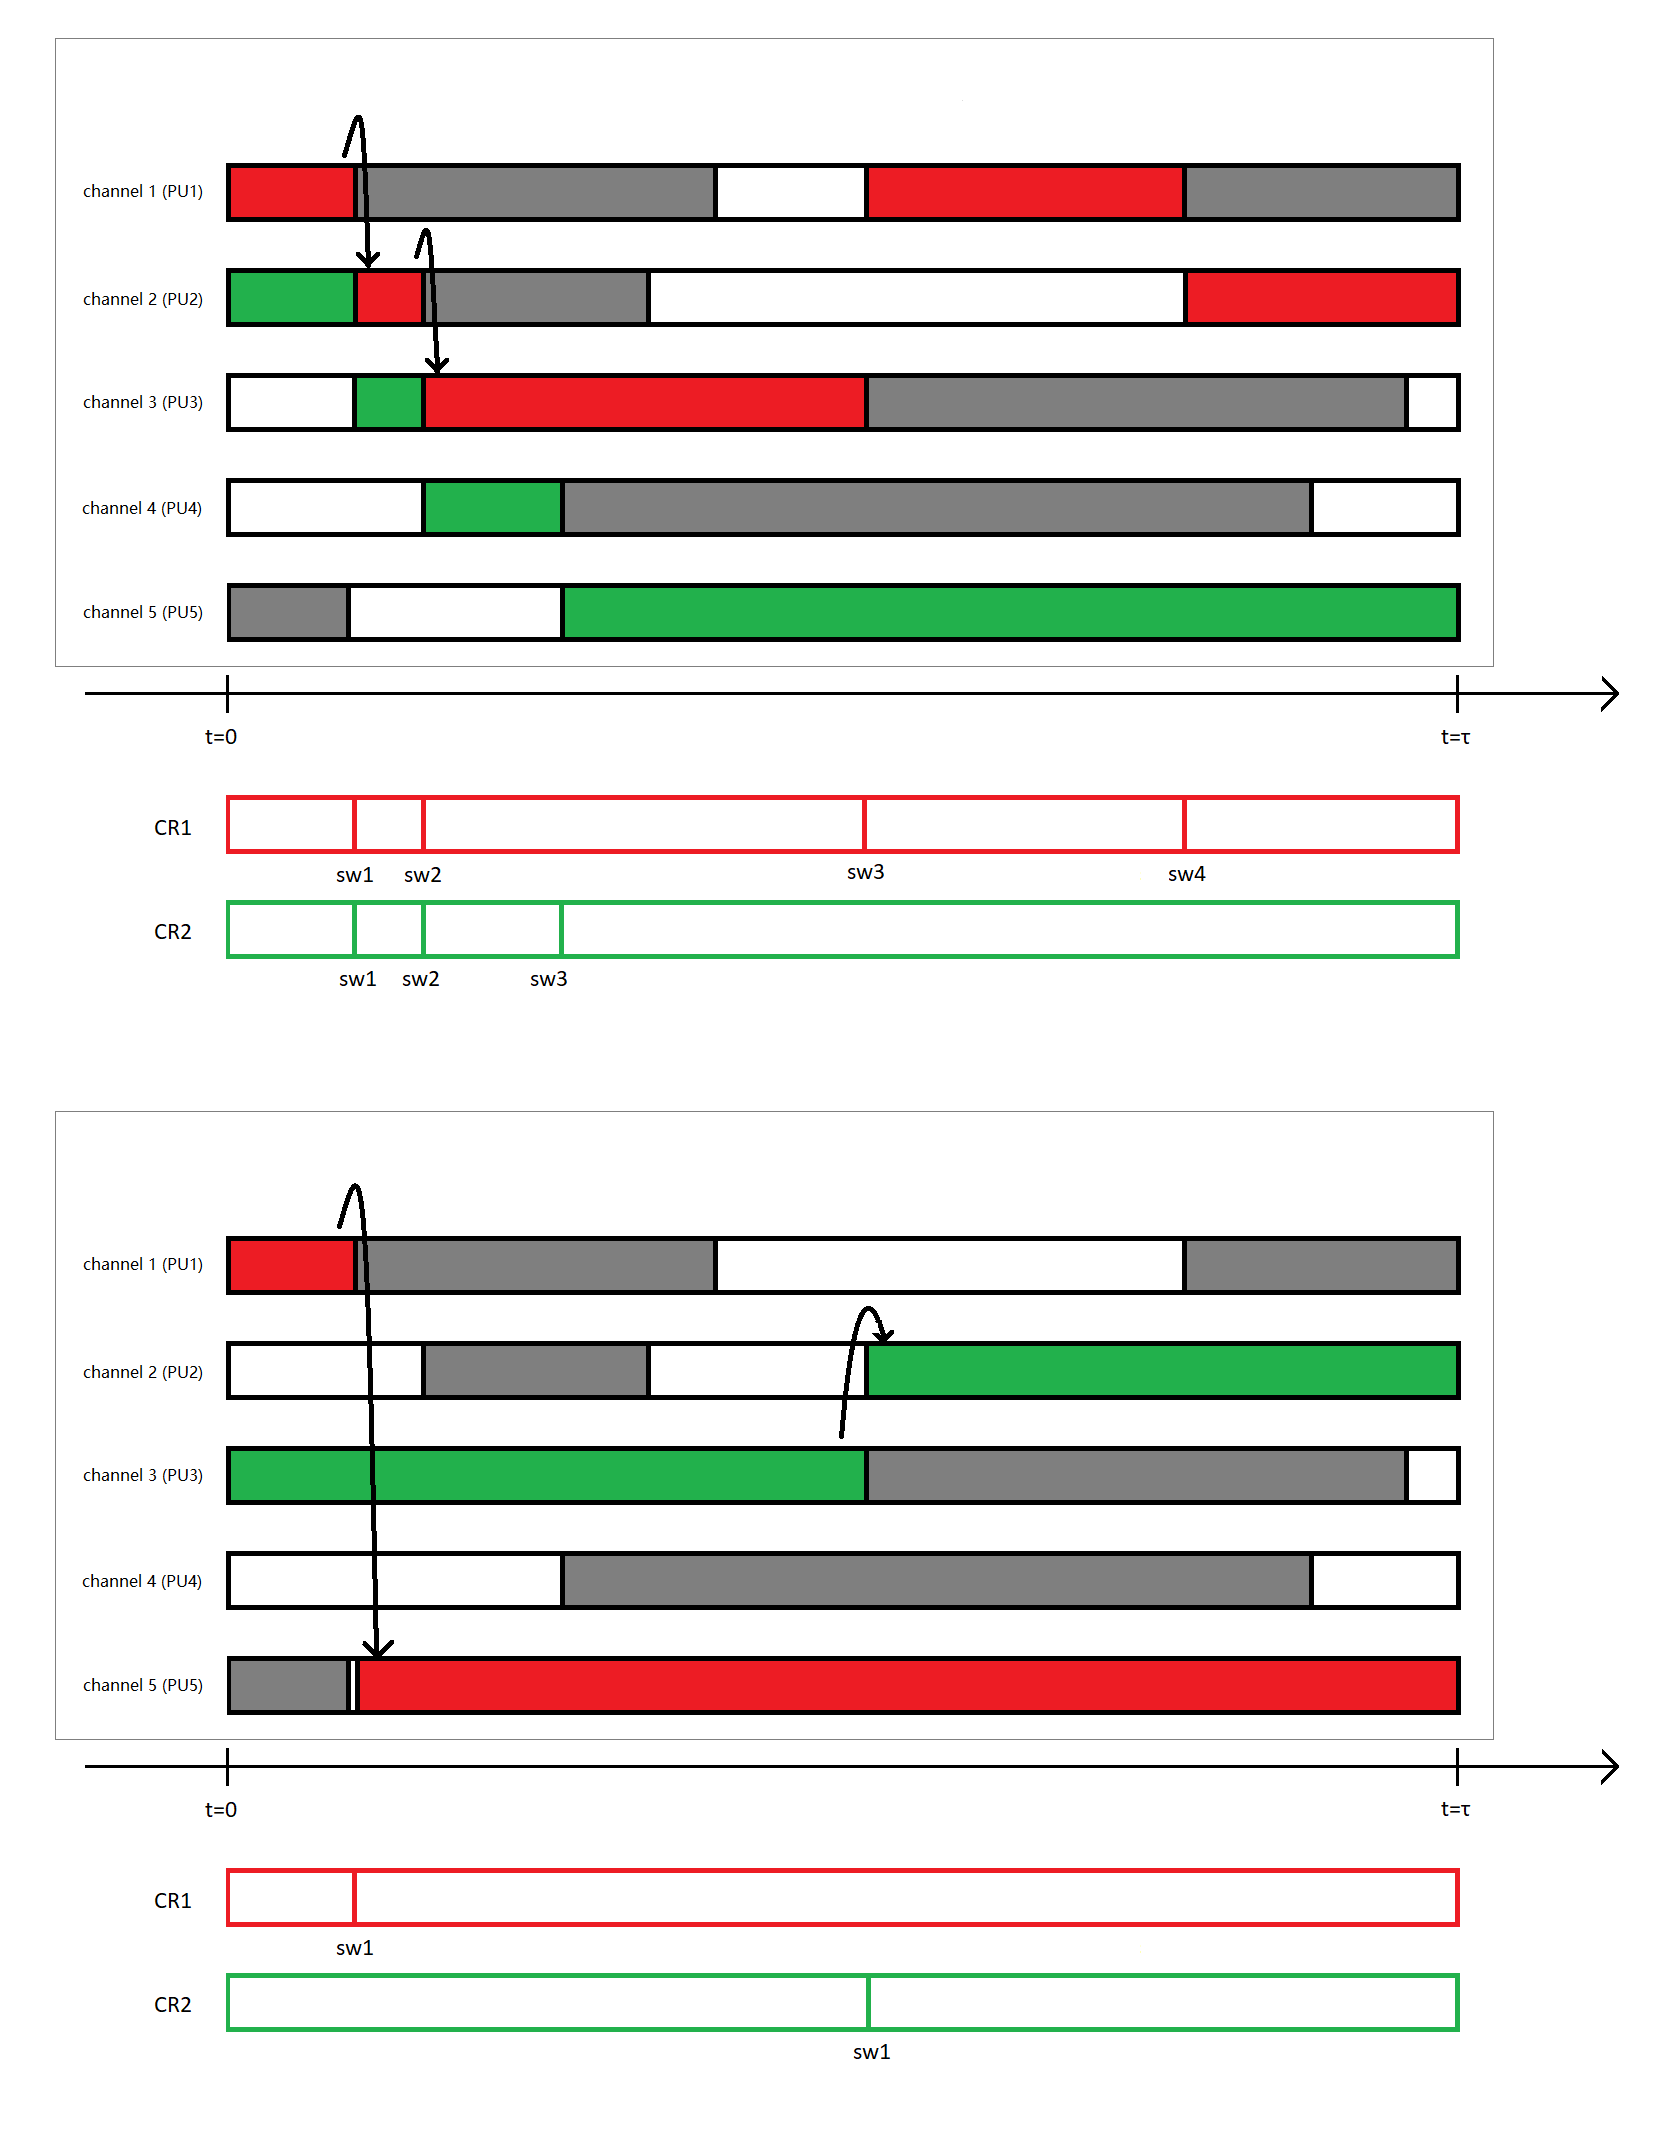 channel 1 (PU1)
channel 2 (PU2)
channel 3 (PU3)
channel 4 (PU4)
channel 5 (PU5)
t=0 t=τ
CR1
sw1 sw2 sw3 sw4
CR2
sw1 sw2 sw3
channel 1 (PU1)
channel 2 (PU2)
channel 3 (PU3)
channel 4 (PU4)
channel 5 (PU5)
t=0 t=τ
CR1
sw1
CR2
sw1